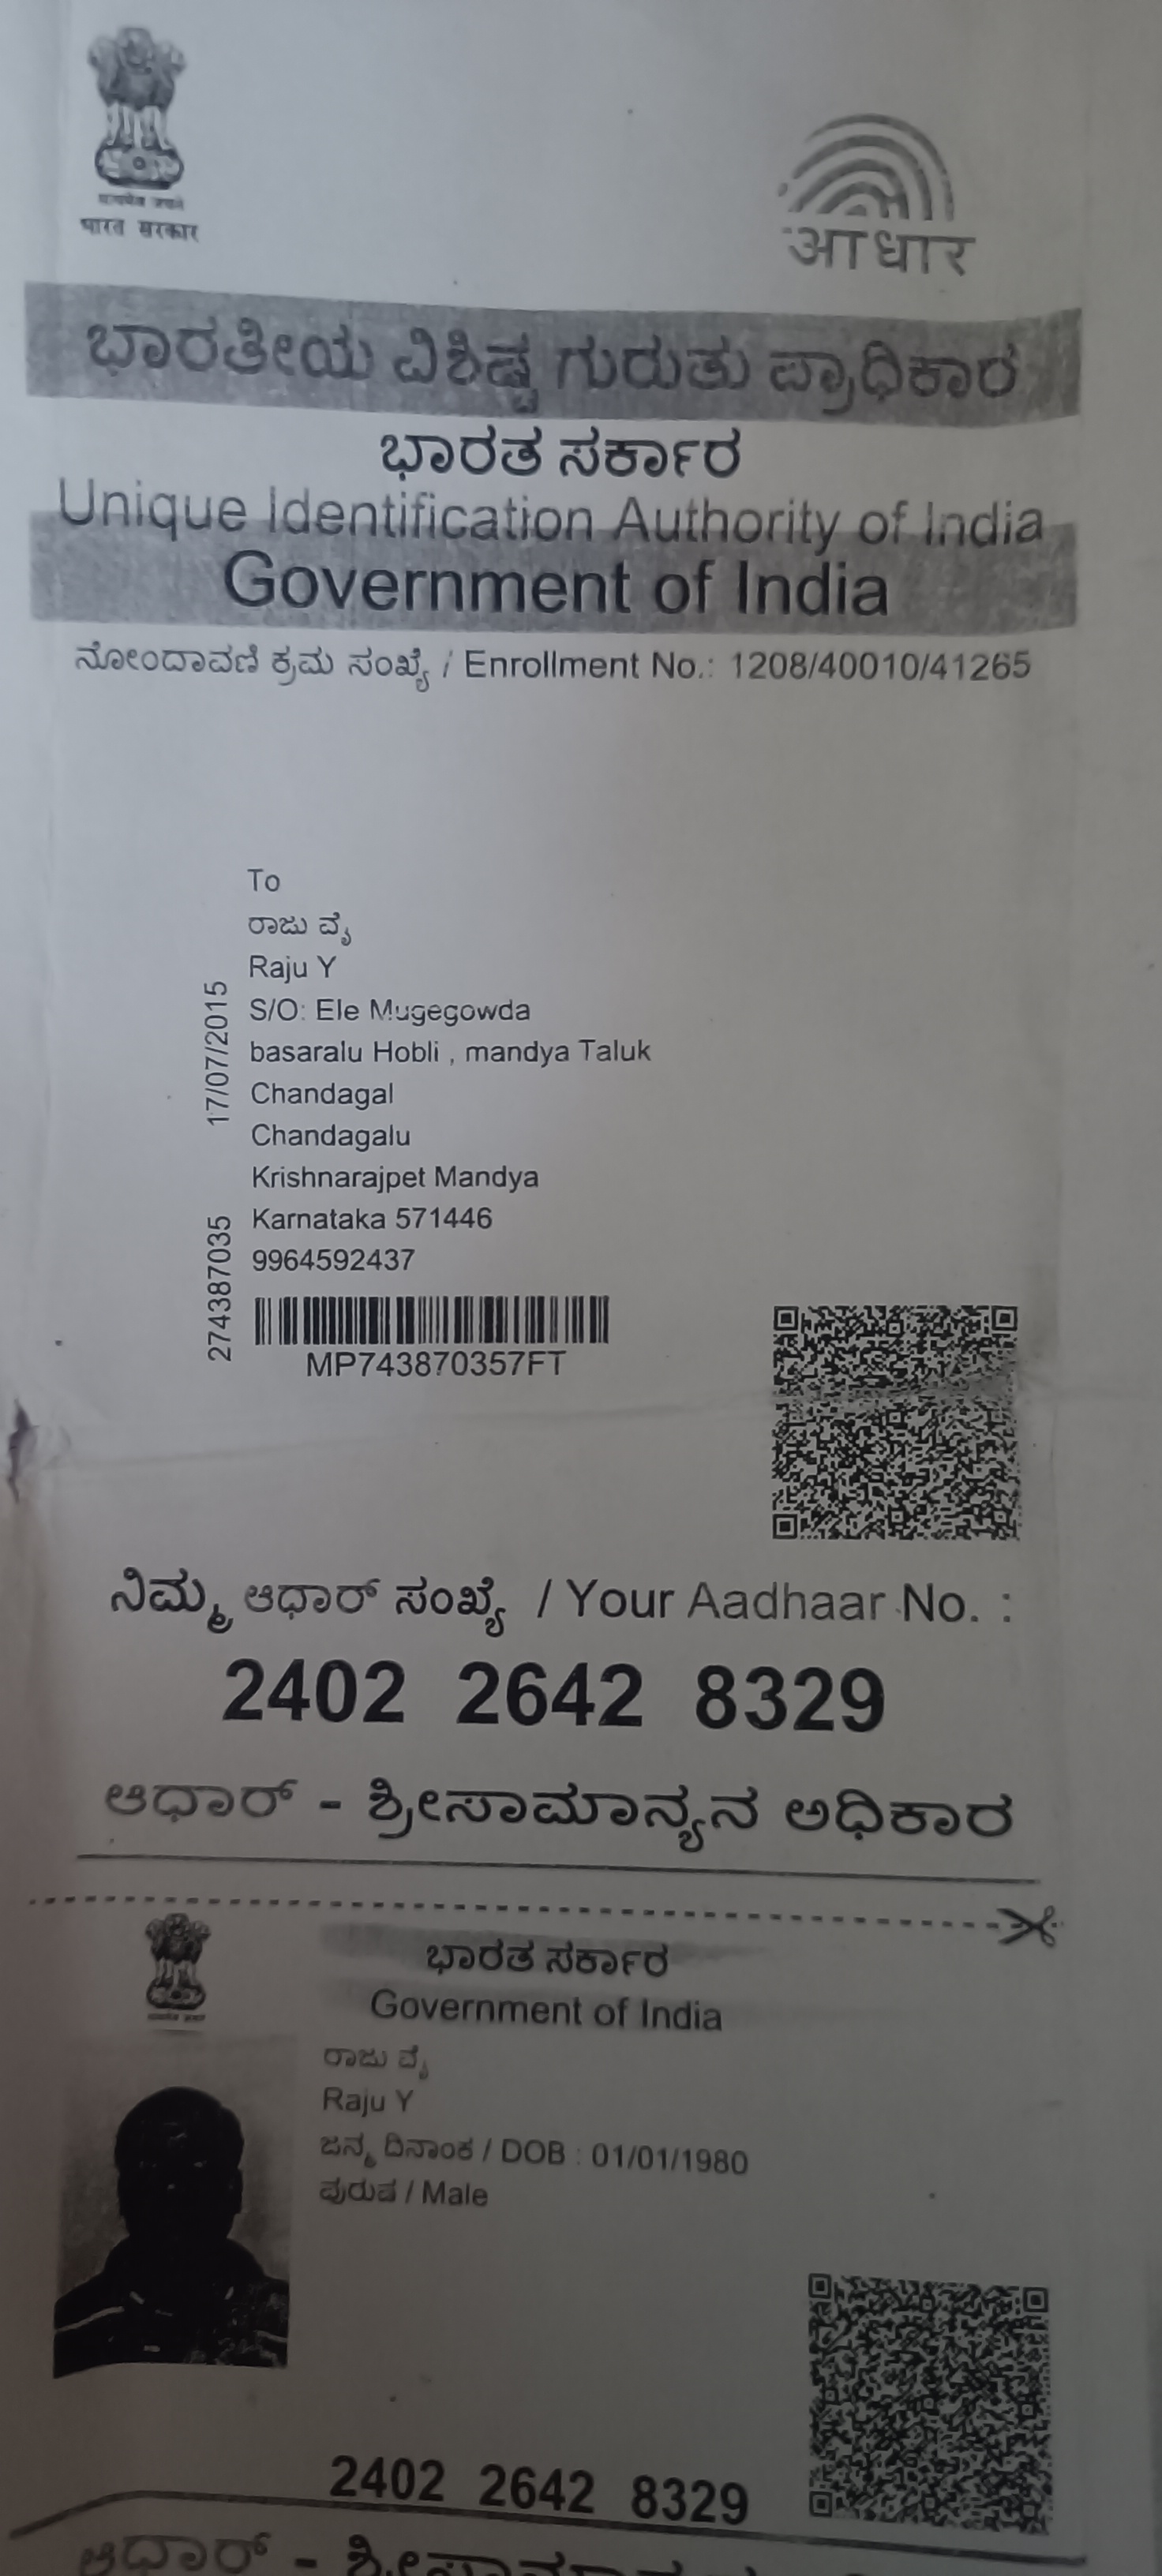 भारत सरकार
आधार
ಭಾರತೀಯ ವಿಶಿಷ್ಟ ಗುರುತು ಪ್ರಾಧಿಕಾರ
ಭಾರತ ಸರ್ಕಾರ
Unique Identification Authority of India
Government of India
ನೋಂದಾವಣಿ ಕ್ರಮ ಸಂಖ್ಯೆ / Enrollment No.: 1208/40010/41265
To
ರಾಜು ವೈ
Raju Y
S/O: Ele Mugegowda
basaralu Hobli , mandya Taluk
Chandagal
Chandagalu
Krishnarajpet Mandya
Karnataka 571446
9964592437
274387035 17/07/2015
MP743870357FT
ನಿಮ್ಮ ಆಧಾರ್ ಸಂಖ್ಯೆ / Your Aadhaar No. :
2402 2642 8329
ಆಧಾರ್ - ಶ್ರೀಸಾಮಾನ್ಯನ ಅಧಿಕಾರ
ಭಾರತ ಸರ್ಕಾರ
Government of India
ರಾಜು ವೈ
Raju Y
ಜನ್ಮ ದಿನಾಂಕ / DOB : 01/01/1980
ಪುರುಷ / Male
2402 2642 8329
ಆಧಾರ್ -